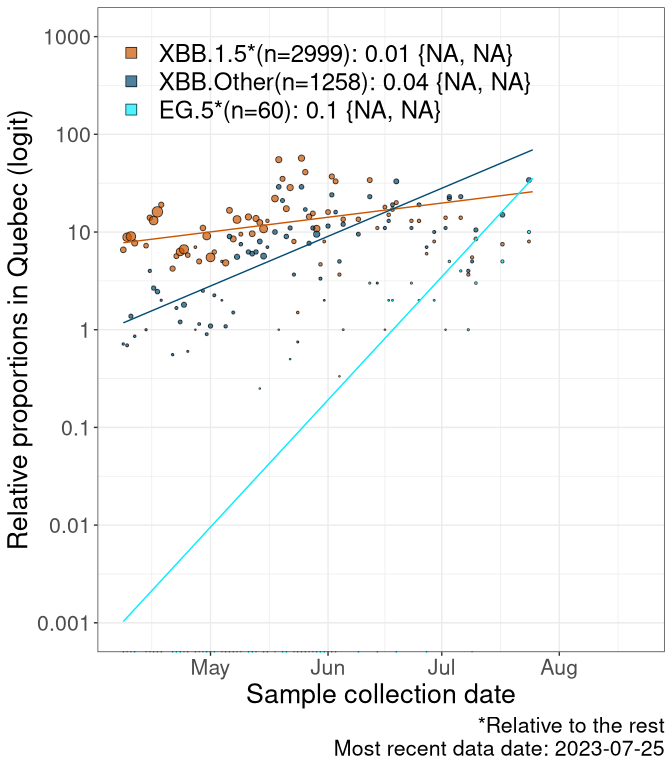 Relative proportions in Quebec (logit)
1000
100
10
1
0.1
0.01
0.001
XBB.1.5*(n=2999): 0.01 {NA, NA}
XBB.Other(n=1258): 0.04 {NA, NA}
EG.5*(n=60): 0.1 {NA, NA}
May Jun Jul Aug
Sample collection date
*Relative to the rest
Most recent data date: 2023-07-25